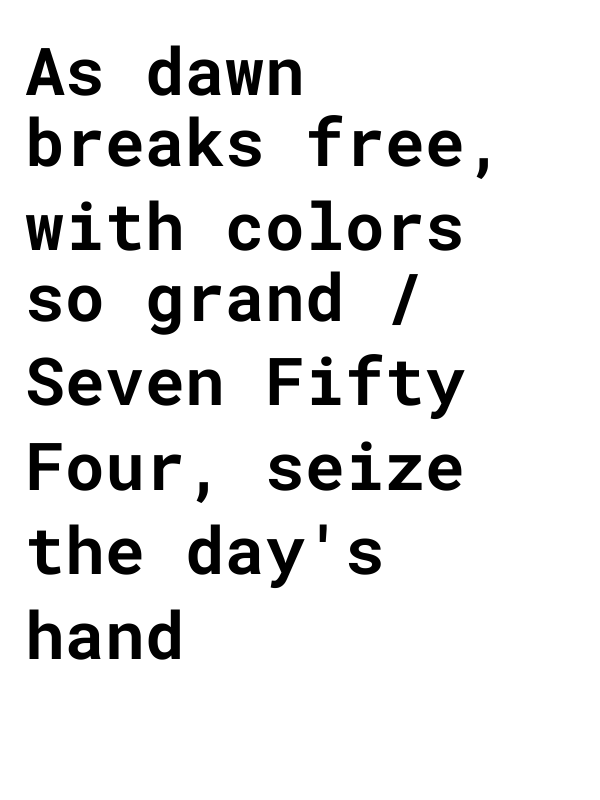 As dawn
breaks free,
with colors
so grand /
Seven Fifty
Four, seize
the day's
hand